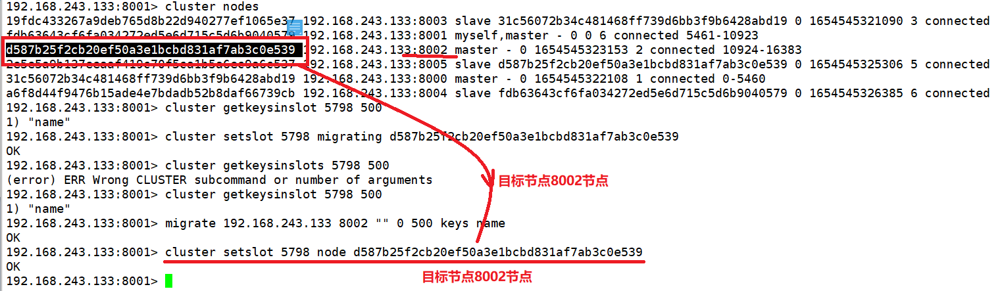 192.168.243.133:8001> cluster nodes
19fdc433267a9deb765d8b22d940277ef1065e37 192.168.243.133:8003 slave 31c56072b34c481468ff739d6bb3f9b6428abd19 0 1654545321090 3 connected
fdb63643cf6fa034272ed5e6d715c5d6b9040579 192.168.243.133:8001 myself,master - 0 0 6 connected 5461-10923
d587b25f2cb20ef50a3e1bcbd831af7ab3c0e539 192.168.243.133:8002 master - 0 1654545323153 2 connected 10924-16383
192.168.243.133:8005 slave d587b25f2cb20ef50a3e1bcbd831af7ab3c0e539 0 1654545325306 5 connected
31c56072b34c481468ff739d6bb3f9b6428abd19 192.168.243.133:8000 master - 0 1654545322108 1 connected 0-5460
a6f8d44f9476b15ade4e7bdadb52b8daf66739cb 192.168.243.133:8004 slave fdb63643cf6fa034272ed5e6d715c5d6b9040579 0 1654545326385 6 connected
192.168.243.133:8001> cluster getkeysinslot 5798 500
1) "name"
192.168.243.133:8001> cluster setslot 5798 migrating d587b25f2cb20ef50a3e1bcbd831af7ab3c0e539
OK
192.168.243.133:8001> cluster getkeysinslots 5798 500
(error) ERR Wrong CLUSTER subcommand or number of arguments
目标节点8002节点
192.168.243.133:8001> cluster getkeysinslot 5798 500
1) "name"
192.168.243.133:8001> migrate 192.168.243.133 8002 "" 0 500 keys name
OK
192.168.243.133:8001> cluster setslot 5798 node d587b25f2cb20ef50a3e1bcbd831af7ab3c0e539
OK
目标节点8002节点
192.168.243.133:8001>